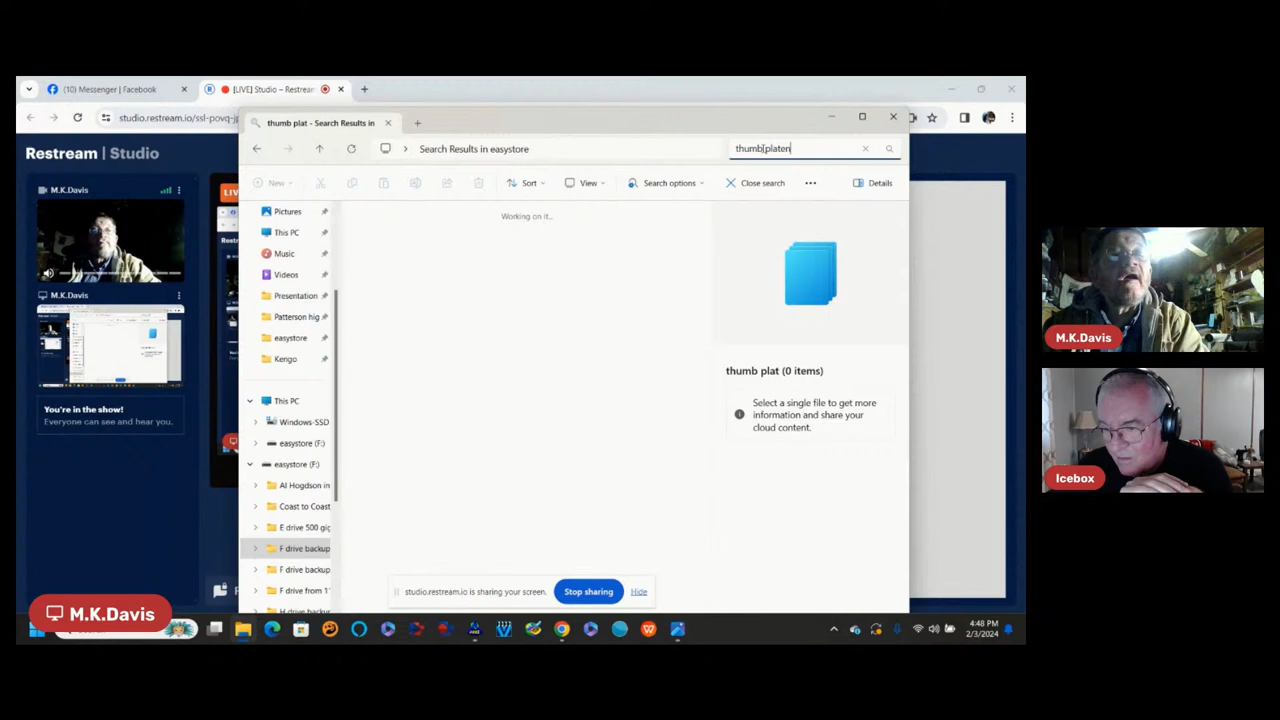 (10) Messenger | Facebook
[LIVE] Studio – Restream
studio.restream.io/ssl-povq-j
thumb plat - Search Results in
Search Results in easystore
thumb[platen
New
Sort
View
Search options
Close search
Details
Restream | Studio
M.K.Davis
M.K.Davis
You're in the show!
Everyone can see and hear you.
LIV
Pictures
This PC
Music
Videos
Presentation
Patterson hig
easystore
Kengo
This PC
Windows-SSD
easystore (F:)
easystore (F:)
Al Hogdson in
Coast to Coast
E drive 500 gig
F drive backup
F drive backup
F drive from 1
H drive backup
Working on it...
thumb plat (0 items)
Select a single file to get more
information and share your
cloud content.
studio.restream.io is sharing your screen.
Stop sharing
Hide
M.K.Davis
4:48 PM
2/3/2024
M.K.Davis
Icebox